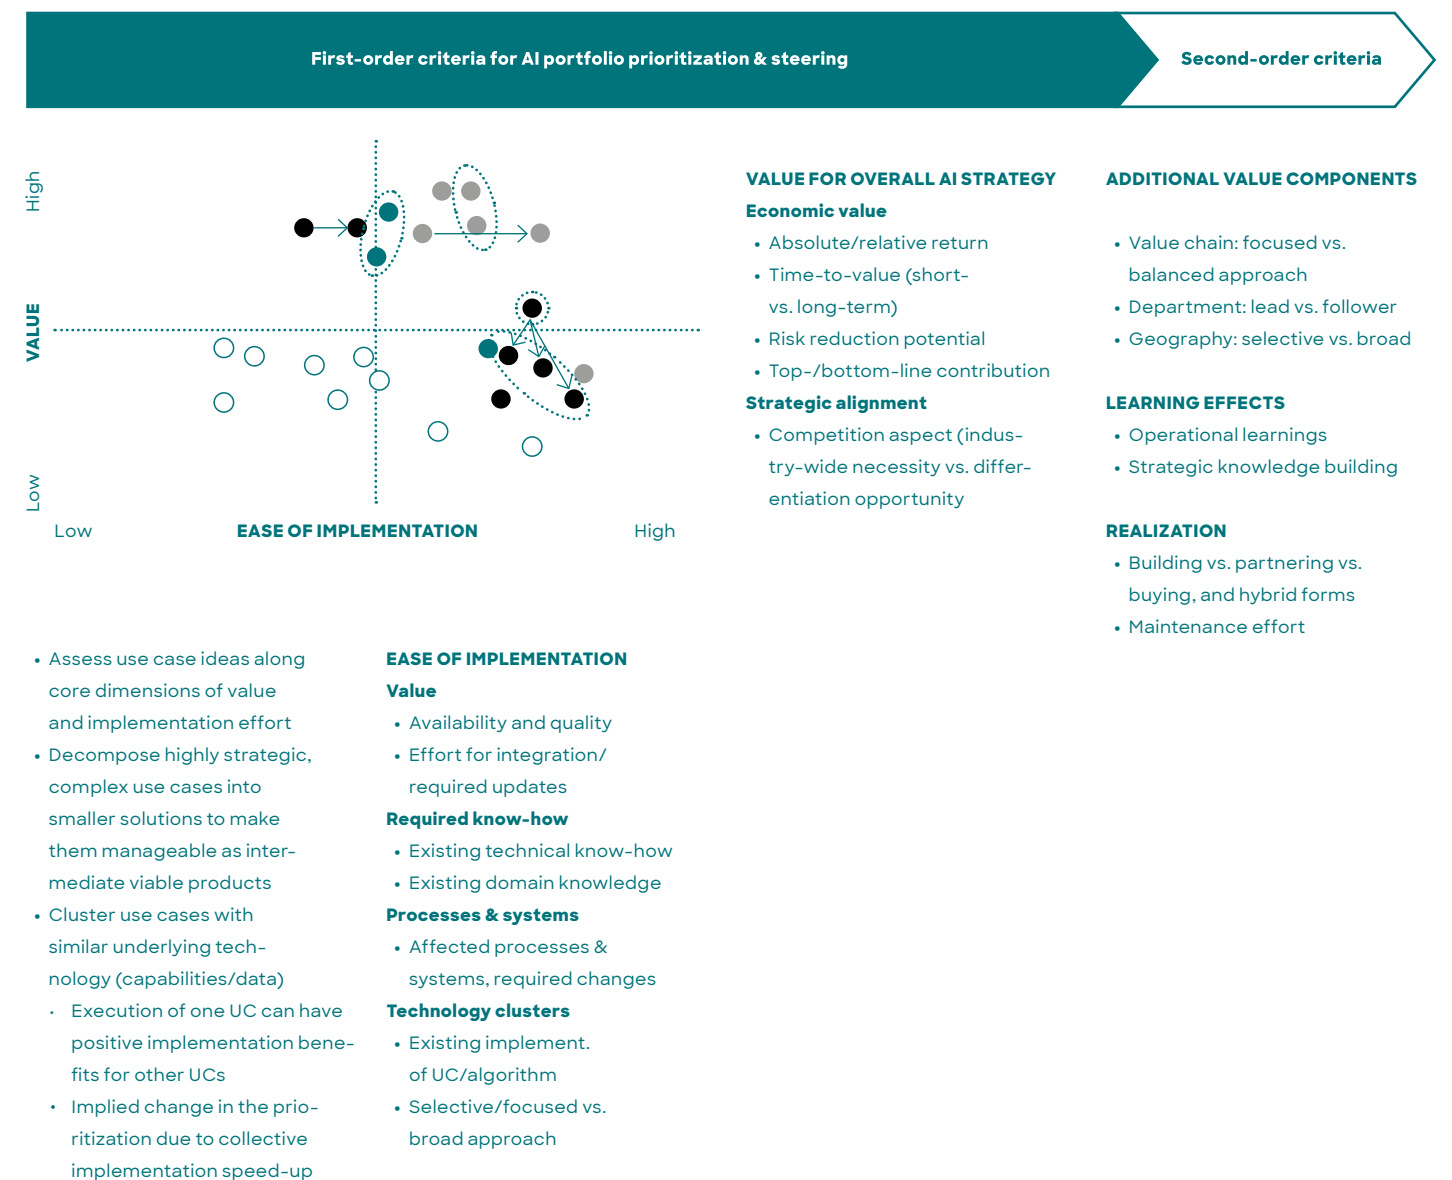 First-order criteria for AI portfolio prioritization & steering
Second-order criteria
High
VALUE
Low
Low
EASE OF IMPLEMENTATION
High
VALUE FOR OVERALL AI STRATEGY
Economic value
• Absolute/relative return
• Time-to-value (short-
vs. long-term)
• Risk reduction potential
• Top-/bottom-line contribution
Strategic alignment
• Competition aspect (indus-
try-wide necessity vs. differ-
entiation opportunity
ADDITIONAL VALUE COMPONENTS
• Value chain: focused vs.
balanced approach
• Department: lead vs. follower
• Geography: selective vs. broad
LEARNING EFFECTS
• Operational learnings
• Strategic knowledge building
REALIZATION
• Building vs. partnering vs.
buying, and hybrid forms
• Maintenance effort
• Assess use case ideas along
core dimensions of value
and implementation effort
• Decompose highly strategic,
complex use cases into
smaller solutions to make
them manageable as inter-
mediate viable products
• Cluster use cases with
similar underlying tech-
nology (capabilities/data)
· Execution of one UC can have
positive implementation bene-
fits for other UCs
· Implied change in the prio-
ritization due to collective
implementation speed-up
EASE OF IMPLEMENTATION
Value
• Availability and quality
• Effort for integration/
required updates
Required know-how
• Existing technical know-how
• Existing domain knowledge
Processes & systems
• Affected processes &
systems, required changes
Technology clusters
• Existing implement.
of UC/algorithm
• Selective/focused vs.
broad approach